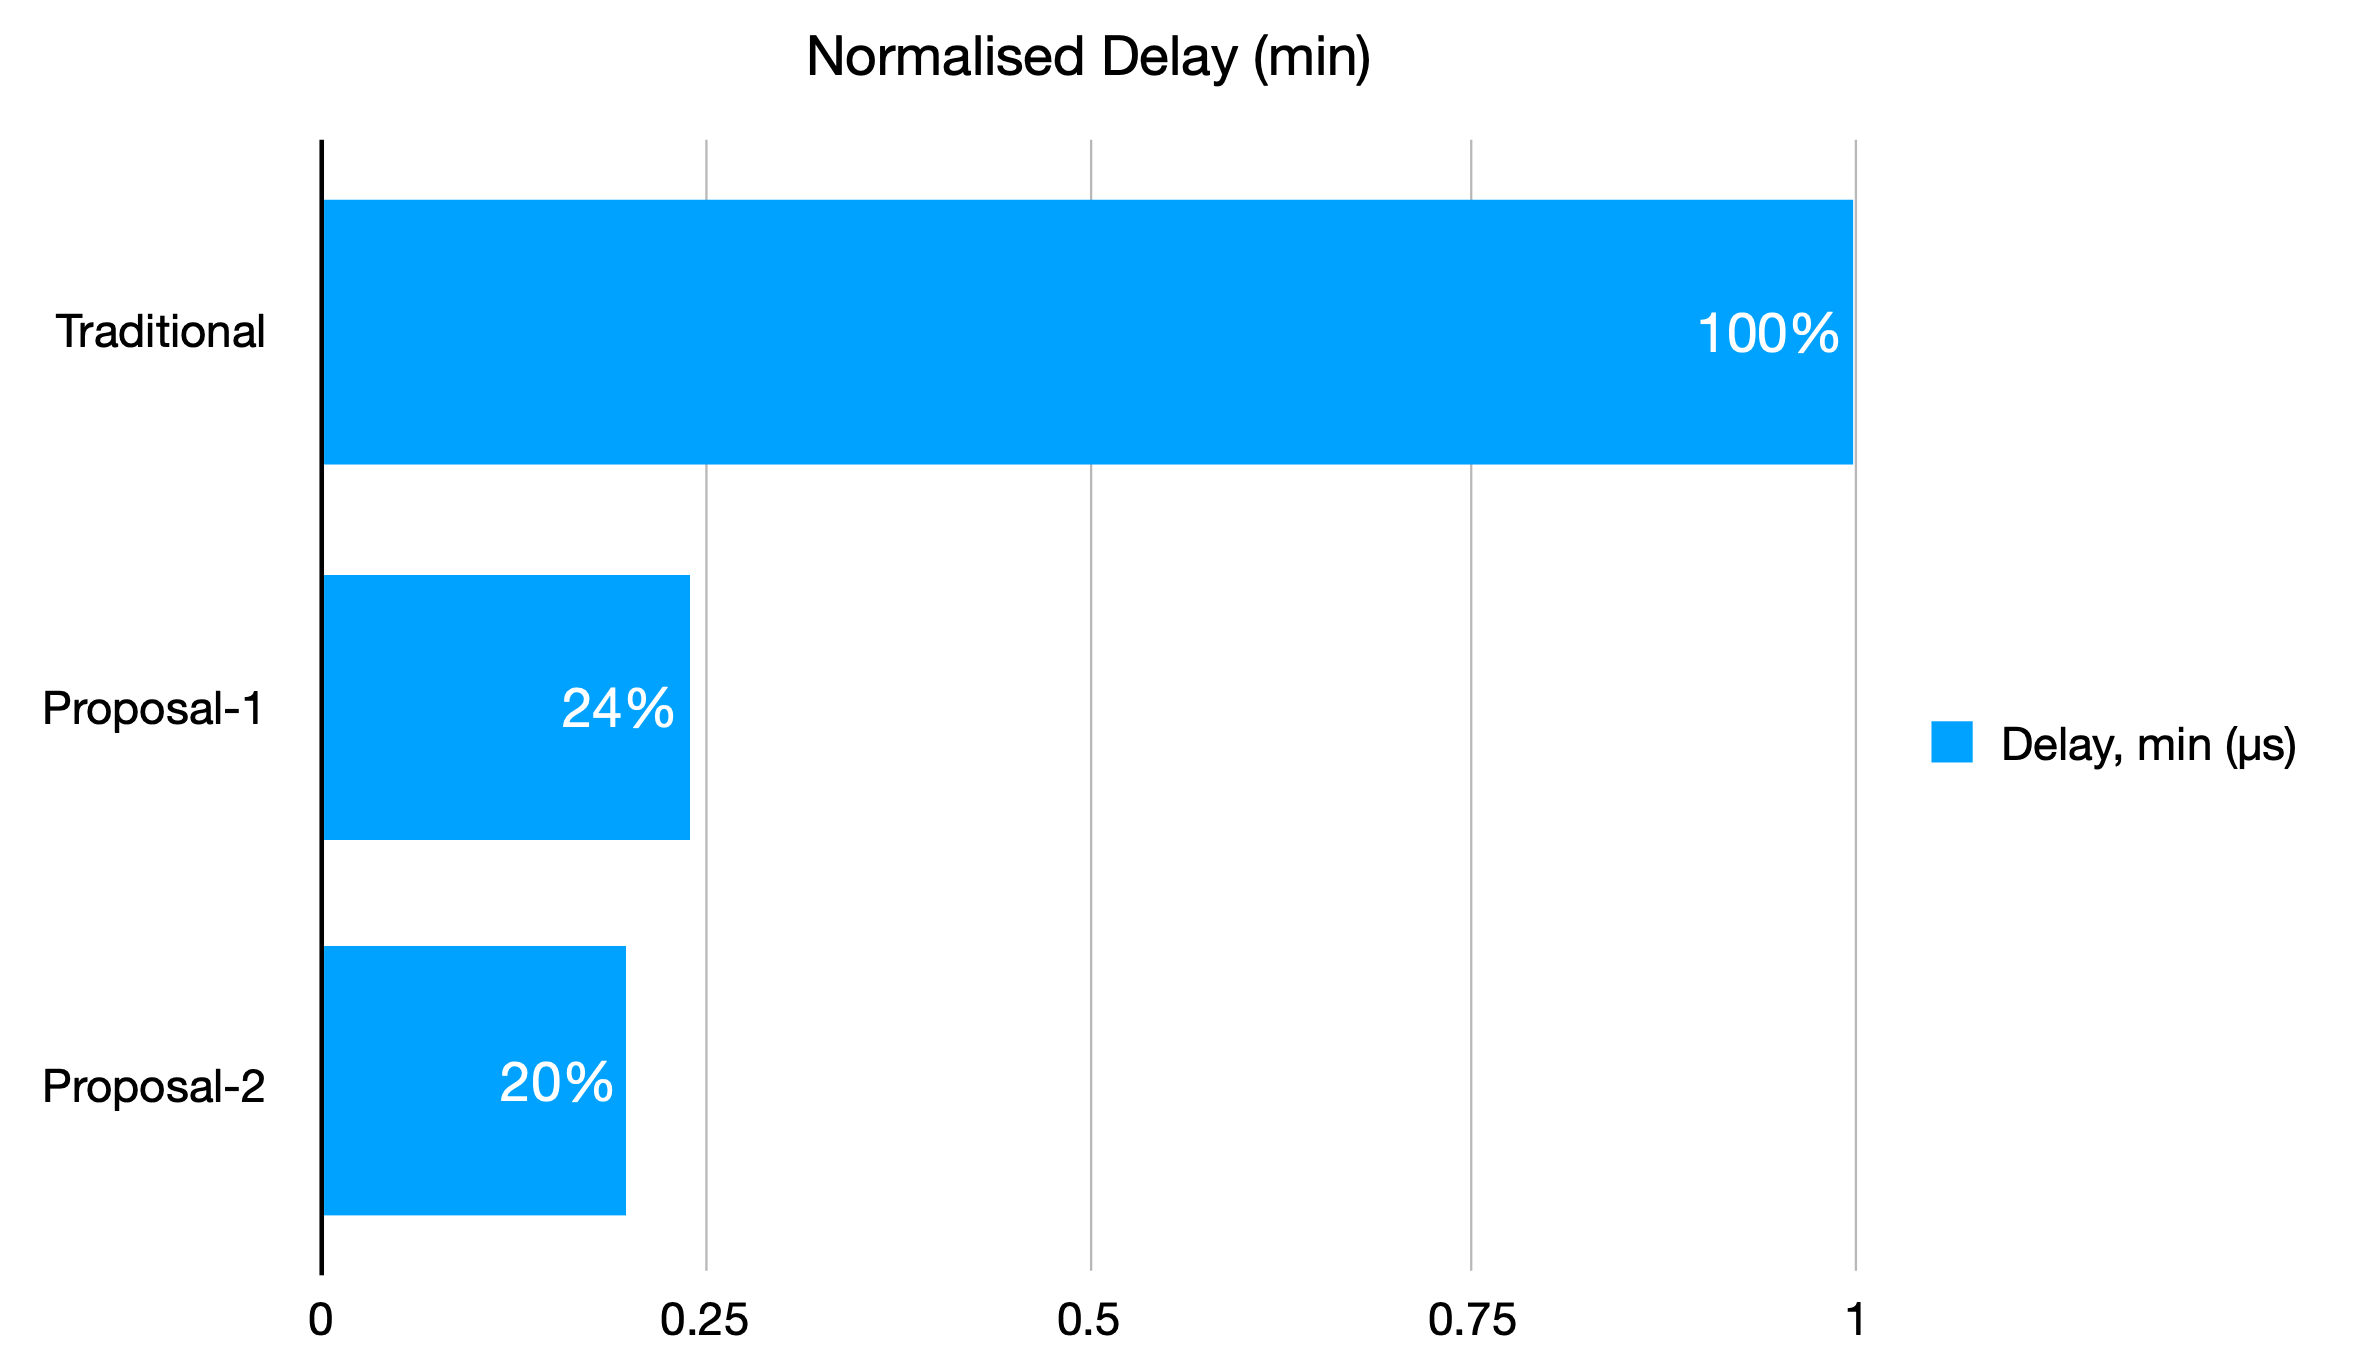 Normalised Delay (min)
Traditional
100%
Proposal-1
24%
Delay, min (µs)
Proposal-2
20%
0
0.25
0.5
0.75
1